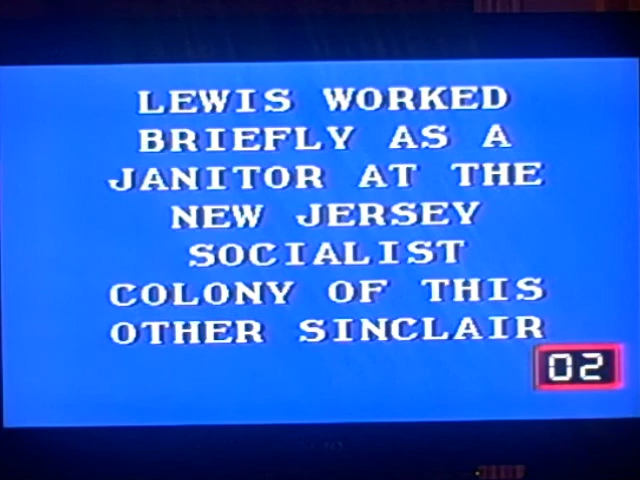 LEWIS WORKED
BRIEFLY AS A
JANITOR AT THE
NEW JERSEY
SOCIALIST
COLONY OF THIS
OTHER SINCLAIR
02